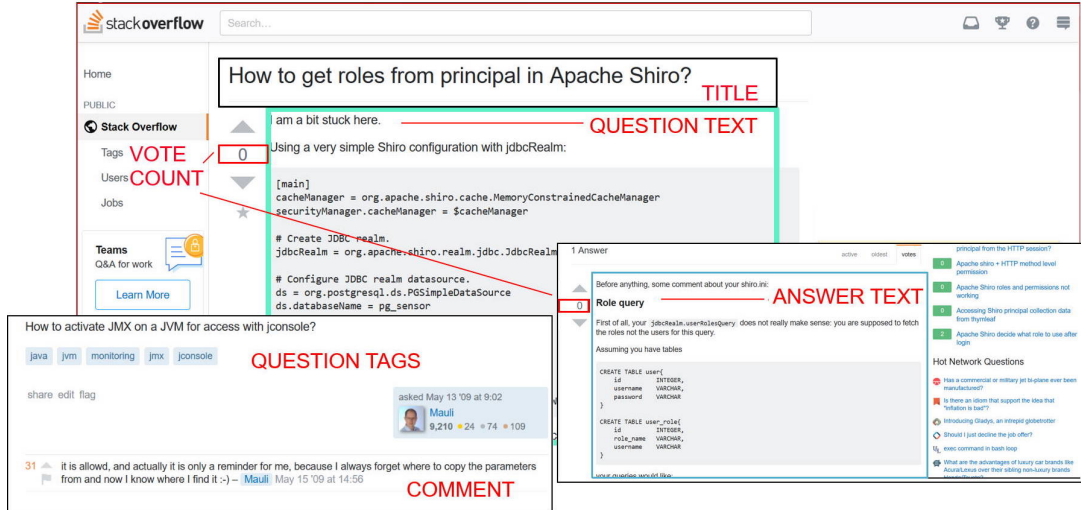 stackoverflow
Search...
Home
PUBLIC
Stack Overflow
Tags
Users
Jobs
Teams
Q&A for work
Learn More
How to get roles from principal in Apache Shiro?
TITLE
I am a bit stuck here.
QUESTION TEXT
VOTE
COUNT
0
Using a very simple Shiro configuration with jdbcRealm:
[main]
cacheManager = org.apache.shiro.cache.MemoryConstrainedCacheManager
securityManager.cacheManager = $cacheManager
# Create JDBC realm.
jdbcRealm = org.apache.shiro.realm.jdbc.JdbcRealm
# Configure JDBC realm datasource.
ds = org.postgresql.ds.PGSimpleDataSource
ds.databaseName = pg_sensor
1 Answer
active oldest votes
0
Before anything, some comment about your shiro.ini:
ANSWER TEXT
Role query
First of all, your jdbcRealm.userRolesQuery does not really make sense: you are supposed to fetch
the roles not the users for this query.
Assuming you have tables
CREATE TABLE user{
id INTEGER,
username VARCHAR,
password VARCHAR
}
CREATE TABLE user_role{
id INTEGER,
role_name VARCHAR,
username VARCHAR,
}
your queries would like:
principal from the HTTP session?
0 Apache shiro + HTTP method level
permission
0 Apache Shiro roles and permissions not
working
0 Accessing Shiro principal collection data
from thymleaf
2 Apache Shiro decide what role to use after
login
Hot Network Questions
Has a commercial or military jet bi-plane ever been
manufactured?
Is there an idiom that support the idea that
"inflation is bad"?
Introducing Gladys, an intrepid globetrotter
Should I just decline the job offer?
exec command in bash loop
What are the advantages of luxury car brands like
Acura/Lexus over their sibling non-luxury brands
How to activate JMX on a JVM for access with jconsole?
java jvm monitoring jmx jconsole
QUESTION TAGS
share edit flag
asked May 13 '09 at 9:02
Mauli
9,210 24 74 109
31 it is allowd, and actually it is only a reminder for me, because I always forget where to copy the parameters
from and now I know where I find it :-) – Mauli May 15 '09 at 14:56
COMMENT